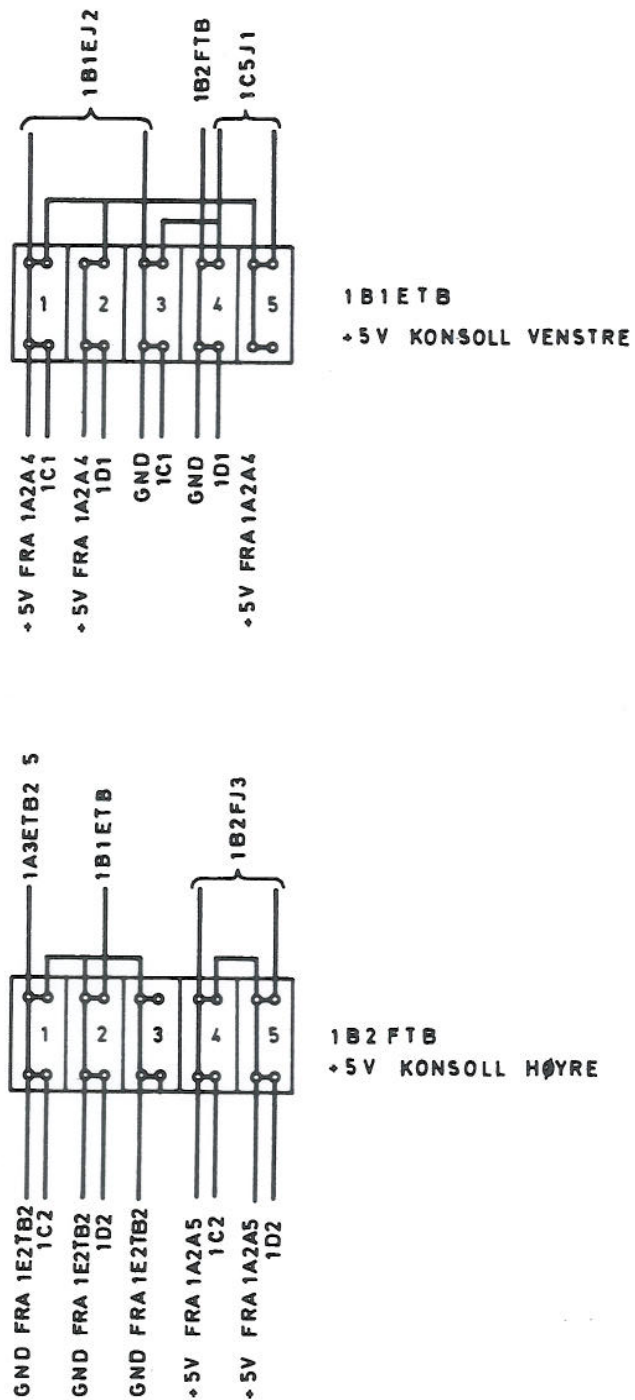 1B1EJ2
1B2FTB
1C5J1
1 2 3 4 5
1B1ETB
+5V KONSOLL VENSTRE
+5V FRA 1A2A4
1C1
+5V FRA 1A2A4
1D1
GND
1C1
GND
1D1
+5V FRA 1A2A4
1A3ETB2 5
1B1ETB
1B2FJ3
1 2 3 4 5
1B2FTB
+5V KONSOLL HØYRE
GND FRA 1E2TB2
1C2
GND FRA 1E2TB2
1D2
GND FRA 1E2TB2
+5V FRA 1A2A5
1C2
+5V FRA 1A2A5
1D2